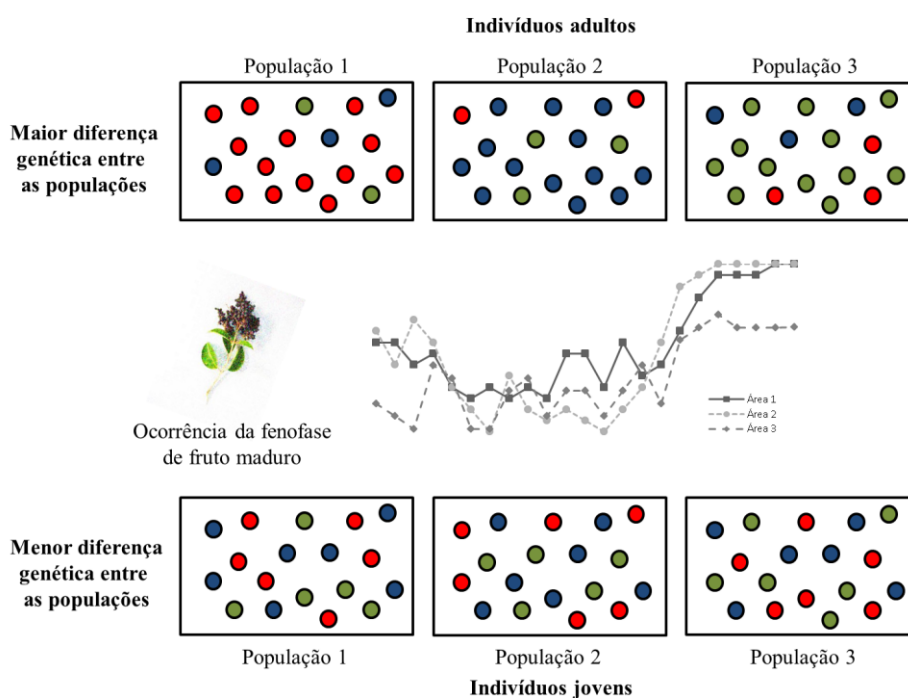 Indivíduos adultos
População 1
População 2
População 3
Maior diferença
genética entre
as populações
Área 1
Área 2
Área 3
Ocorrência da fenofase
de fruto maduro
Menor diferença
genética entre
as populações
População 1
População 2
População 3
Indivíduos jovens